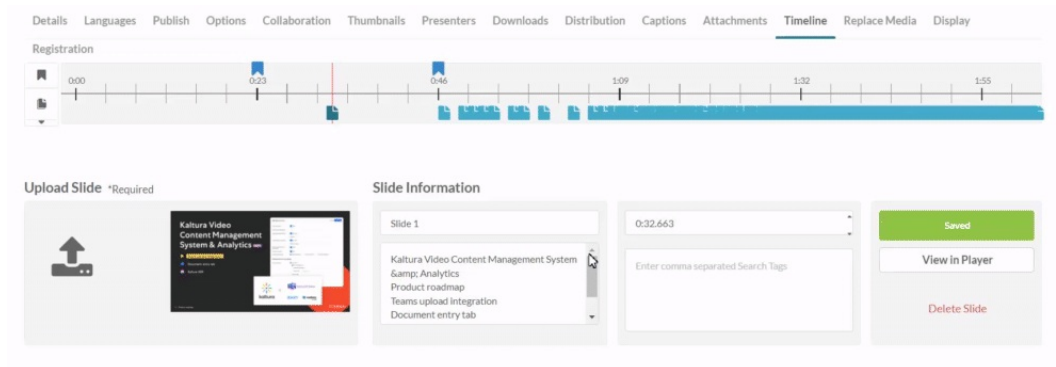 Details Languages Publish Options Collaboration Thumbnails Presenters Downloads Distribution Captions Attachments Timeline Replace Media Display
Registration
0:00 0:23 0:46 1:09 1:32 1:55
Upload Slide *Required
Slide Information
Kaltura Video
Content Management
System & Analytics
kaltura
Slide 1
Kaltura Video Content Management System
&amp; Analytics
Product roadmap
Teams upload integration
Document entry tab
0:32.663
Enter comma separated Search Tags
Saved
View in Player
Delete Slide